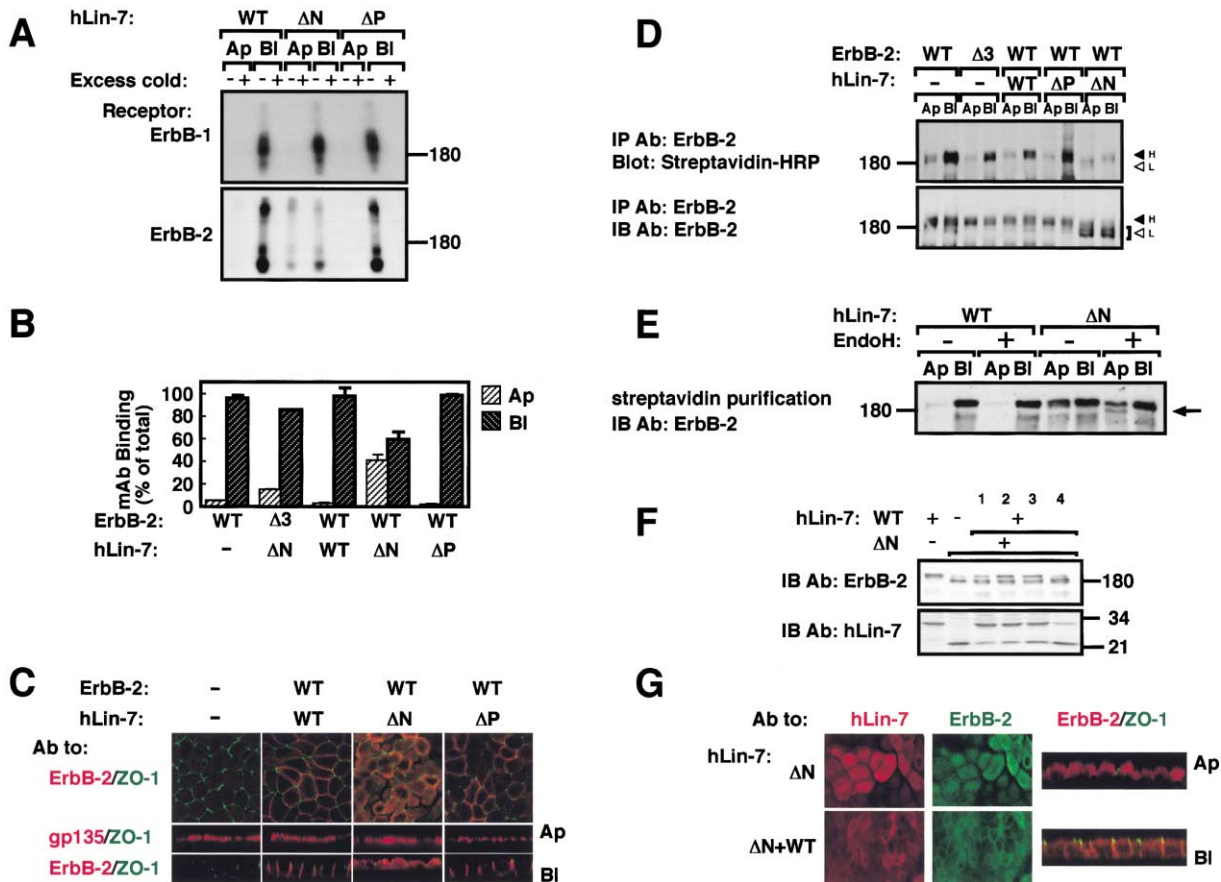 A
hLin-7: WT ΔN ΔP
Ap Bl Ap Bl Ap Bl
Excess cold: - + - + - + - + - + - +
Receptor:
ErbB-1
180
ErbB-2
180
B
mAb Binding
(% of total)
100
80
60
40
20
0
Ap
Bl
ErbB-2: WT Δ3 WT WT WT
hLin-7: – ΔN WT ΔN ΔP
C
ErbB-2: – WT WT WT
hLin-7: – WT ΔN ΔP
Ab to:
ErbB-2/ZO-1
gp135/ZO-1 Ap
ErbB-2/ZO-1 Bl
D
ErbB-2: WT Δ3 WT WT WT
hLin-7: – – WT ΔP ΔN
Ap Bl Ap Bl Ap Bl Ap Bl Ap Bl
IP Ab: ErbB-2
Blot: Streptavidin-HRP
180
H
L
IP Ab: ErbB-2
IB Ab: ErbB-2
180
H
L
E
hLin-7: WT ΔN
EndoH: – + – +
Ap Bl Ap Bl Ap Bl Ap Bl
streptavidin purification
IB Ab: ErbB-2
180
F
1 2 3 4
hLin-7: WT + - +
ΔN - +
IB Ab: ErbB-2 180
IB Ab: hLin-7 34
21
G
Ab to: hLin-7 ErbB-2 ErbB-2/ZO-1
hLin-7:
ΔN Ap
ΔN+WT Bl